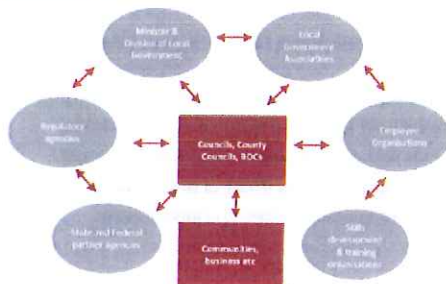 Minister &
Division of Local
Government
Local
Government
Associations
Regulatory
agencies
Councils, County
Councils, ROCs
Employee
Organisations
State and Federal
partner agencies
Communities,
business etc
Skills
development
& training
organisations